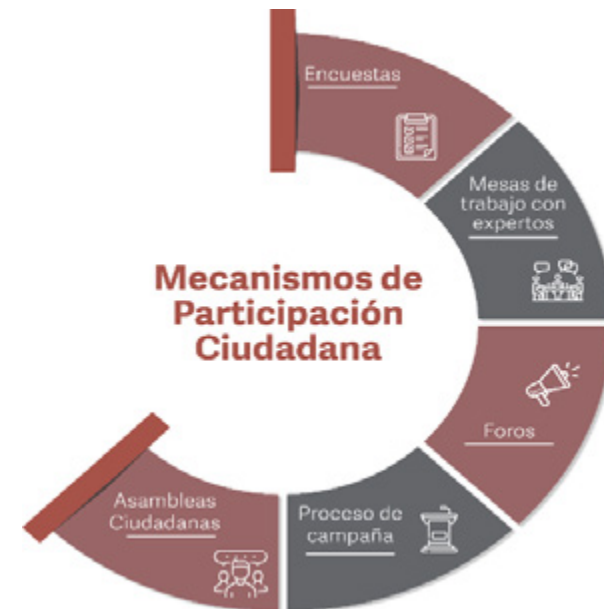 Encuestas
Mesas de
trabajo con
expertos
Mecanismos de
Participación
Ciudadana
Foros
Proceso de
campaña
Asambleas
Ciudadanas